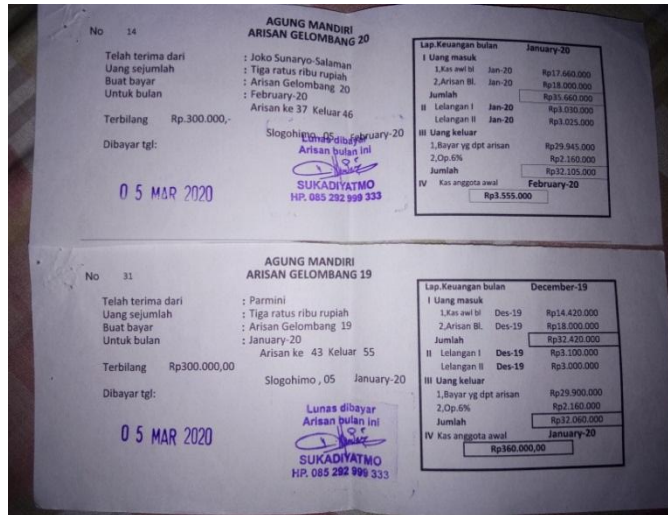 AGUNG MANDIRI
No 14 ARISAN GELOMBANG 20
Telah terima dari : Joko Sunaryo-Salaman
Uang sejumlah : Tiga ratus ribu rupiah
Buat bayar : Arisan Gelombang 20
Untuk bulan : February-20
Arisan ke 37 Keluar 46
Terbilang Rp.300.000,-
Slogohimo, 05 February-20
Dibayar tgl:
Lunas dibayar
Arisan bulan ini
05 MAR 2020
SUKADIYATMO
HP. 085 292 999 333
Lap.Keuangan bulan January-20
I Uang masuk
1,Kas awl bl Jan-20 Rp17.660.000
2,Arisan Bl. Jan-20 Rp18.000.000
Jumlah Rp35.660.000
II Lelangan I Jan-20 Rp3.030.000
Lelangan II Jan-20 Rp3.025.000
III Uang keluar
1,Bayar yg dpt arisan Rp29.945.000
2,Op.6% Rp2.160.000
Jumlah Rp32.105.000
IV Kas anggota awal February-20
Rp3.555.000
AGUNG MANDIRI
No 31 ARISAN GELOMBANG 19
Telah terima dari : Parmini
Uang sejumlah : Tiga ratus ribu rupiah
Buat bayar : Arisan Gelombang 19
Untuk bulan : January-20
Arisan ke 43 Keluar 55
Terbilang Rp300.000,00
Slogohimo , 05 January-20
Dibayar tgl:
Lunas dibayar
Arisan bulan ini
05 MAR 2020
SUKADIYATMO
HP. 085 292 999 333
Lap.Keuangan bulan December-19
I Uang masuk
1,Kas awl bl Des-19 Rp14.420.000
2,Arisan Bl. Des-19 Rp18.000.000
Jumlah Rp32.420.000
II Lelangan I Des-19 Rp3.100.000
Lelangan II Des-19 Rp3.000.000
III Uang keluar
1,Bayar yg dpt arisan Rp29.900.000
2,Op.6% Rp2.160.000
Jumlah Rp32.060.000
IV Kas anggota awal January-20
Rp360.000,00